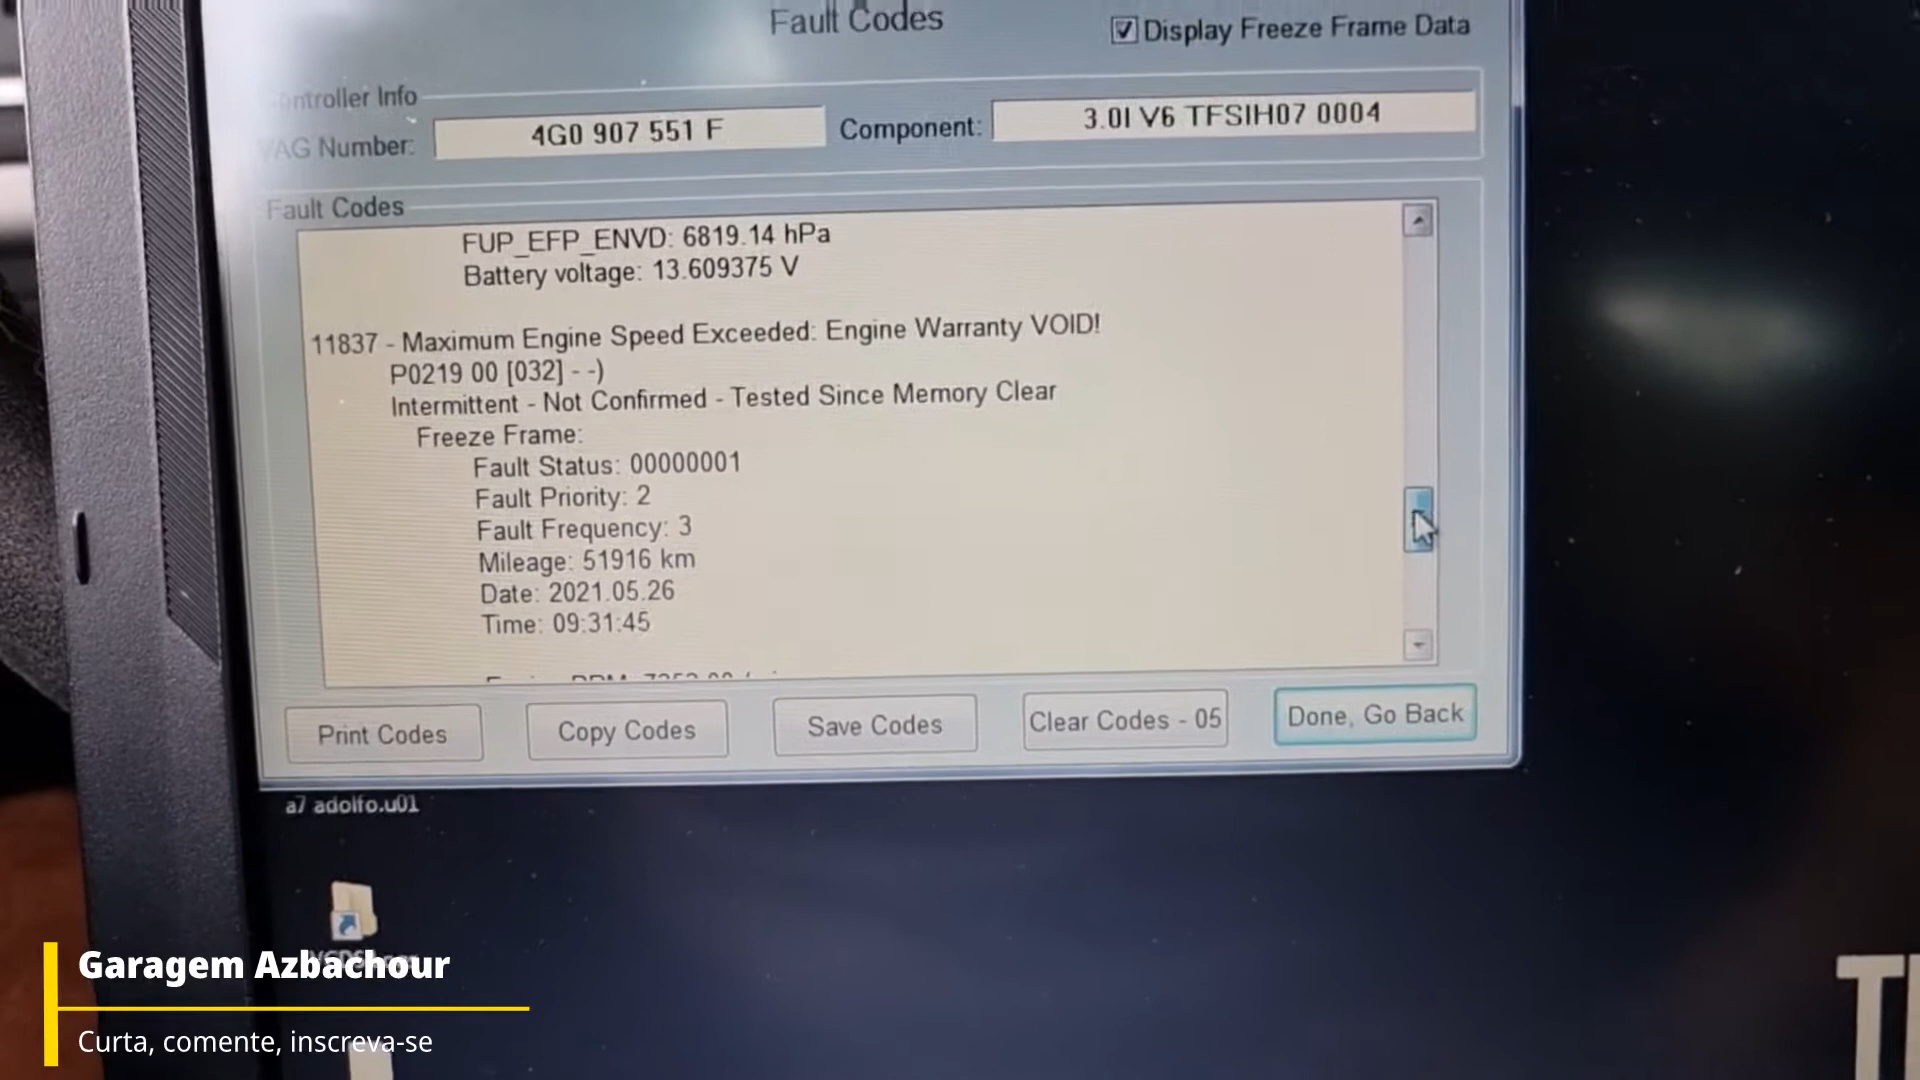 Fault Codes
Display Freeze Frame Data
Controller Info
VAG Number:
4G0 907 551 F
Component:
3.0l V6 TFSIH07 0004
Fault Codes
FUP_EFP_ENVD: 6819.14 hPa
Battery voltage: 13.609375 V
11837 - Maximum Engine Speed Exceeded: Engine Warranty VOID!
P0219 00 [032] - -)
Intermittent - Not Confirmed - Tested Since Memory Clear
Freeze Frame:
Fault Status: 00000001
Fault Priority: 2
Fault Frequency: 3
Mileage: 51916 km
Date: 2021.05.26
Time: 09:31:45
Print Codes
Copy Codes
Save Codes
Clear Codes - 05
Done, Go Back
a7 adolfo.u01
Garagem Azbachour
Curta, comente, inscreva-se